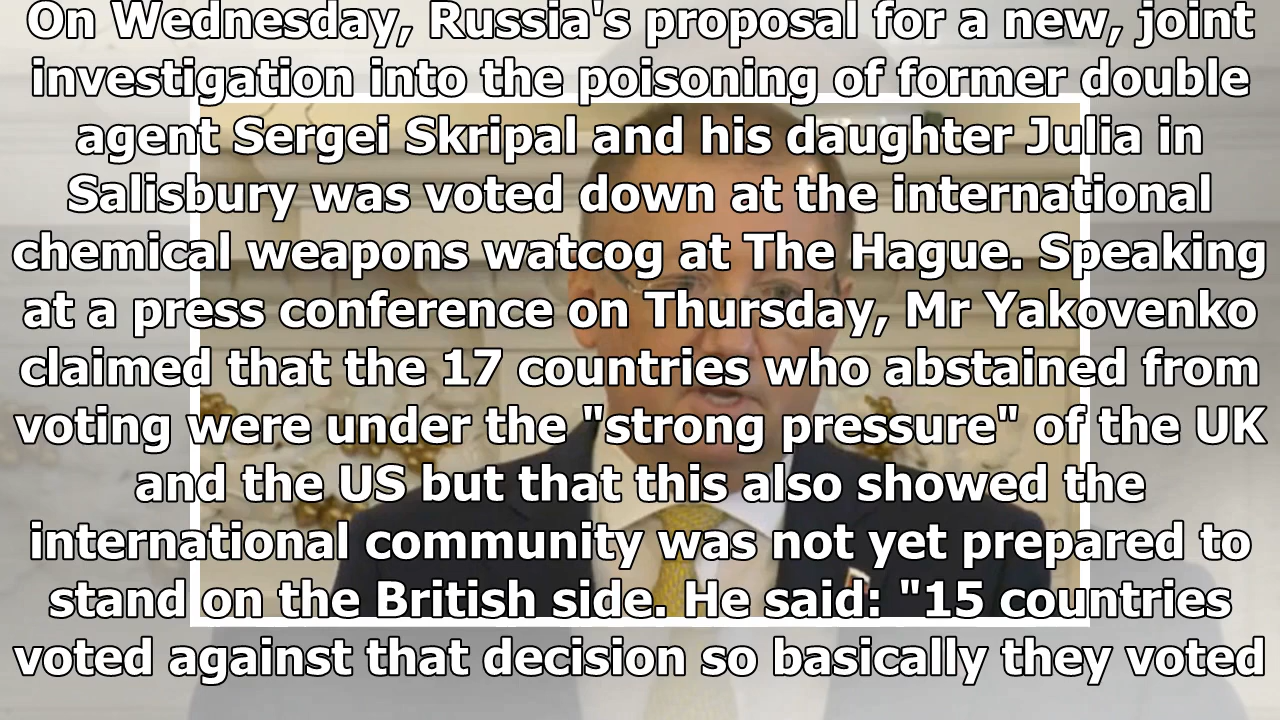 On Wednesday, Russia's proposal for a new, joint
investigation into the poisoning of former double
agent Sergei Skripal and his daughter Julia in
Salisbury was voted down at the international
chemical weapons watcog at The Hague. Speaking
at a press conference on Thursday, Mr Yakovenko
claimed that the 17 countries who abstained from
voting were under the "strong pressure" of the UK
and the US but that this also showed the
international community was not yet prepared to
stand on the British side. He said: "15 countries
voted against that decision so basically they voted